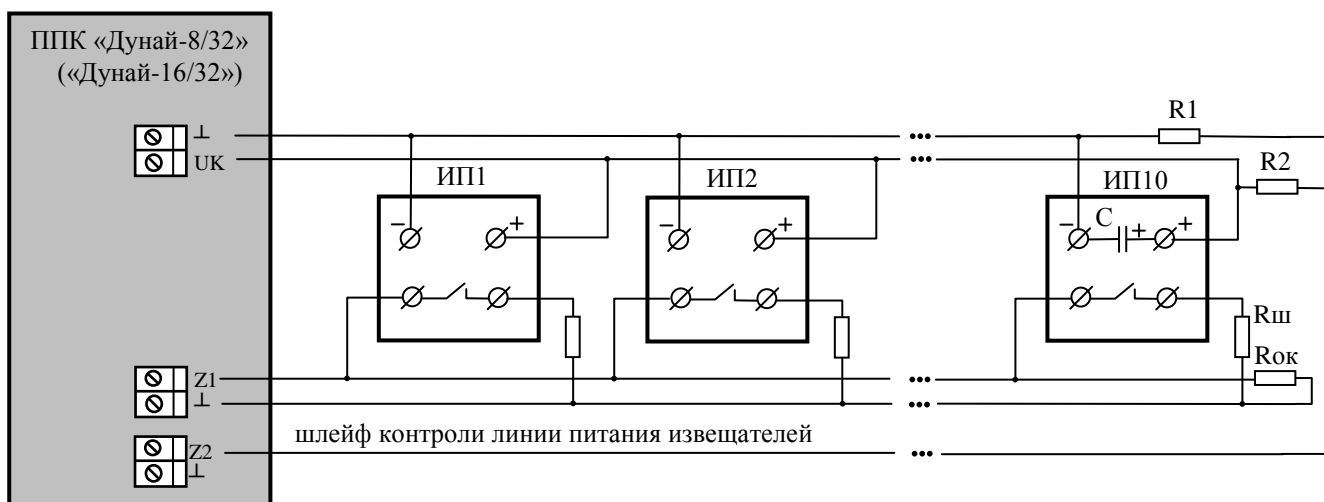 ППК «Дунай-8/32»
(«Дунай-16/32»)
⊥
UK
R1
R2
ИП1
ИП2
ИП10
– +
– +
– C + +
Rш
Rок
Z1
⊥
шлейф контроли линии питания извещателей
Z2
⊥